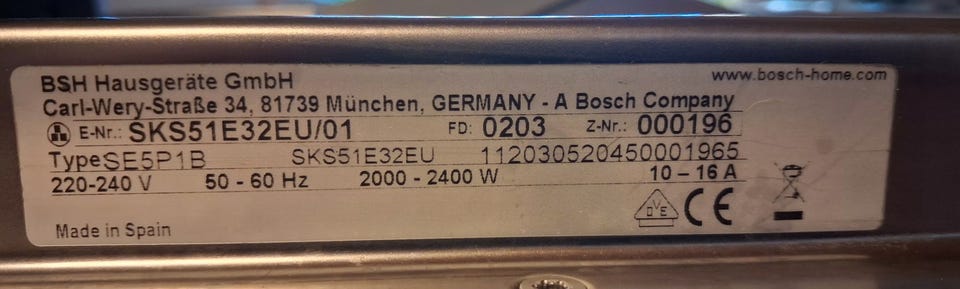 BSH Hausgeräte GmbH www.bosch-home.com
Carl-Wery-Straße 34, 81739 München, GERMANY - A Bosch Company
E-Nr.: SKS51E32EU/01 FD: 0203 Z-Nr.: 000196
Type SE5P1B SKS51E32EU 112030520450001965
220-240 V 50 - 60 Hz 2000 - 2400 W 10 – 16 A
DVE CE
Made in Spain